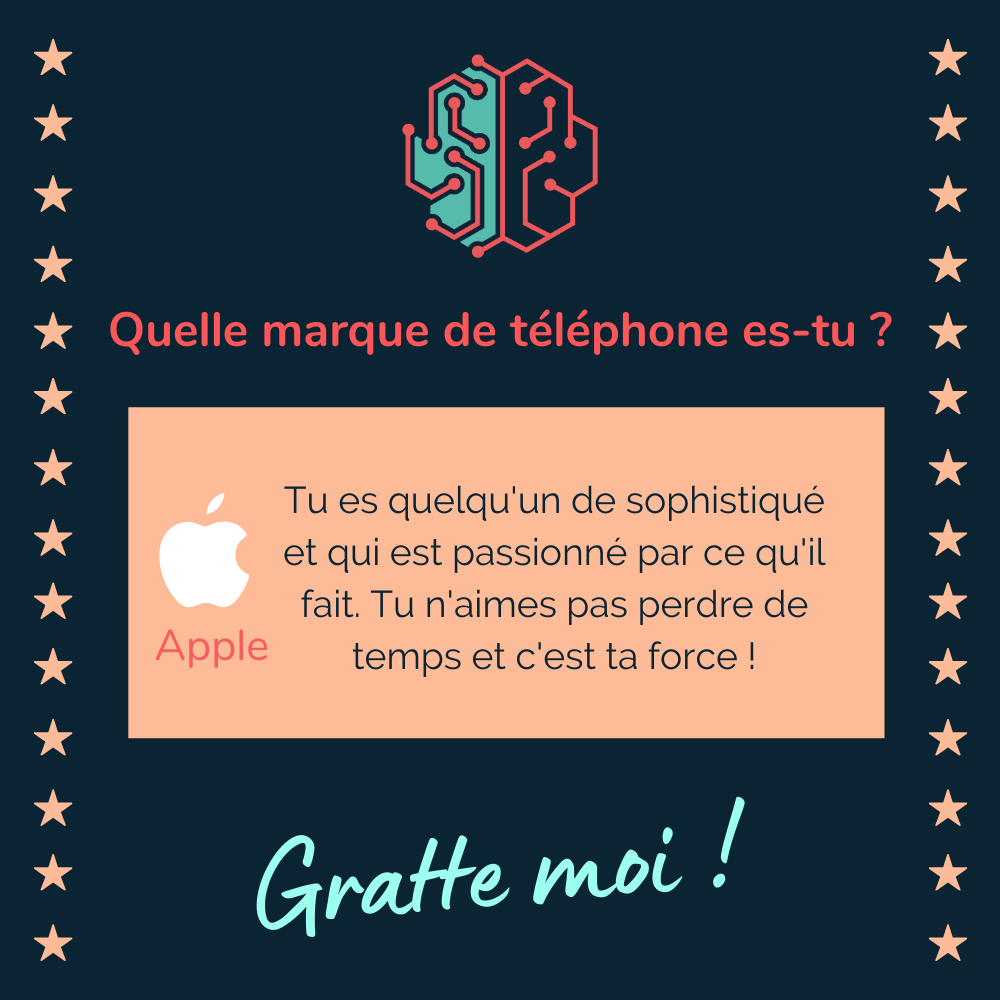 Quelle marque de téléphone es-tu ?
Tu es quelqu'un de sophistiqué
et qui est passionné par ce qu'il
fait. Tu n'aimes pas perdre de
temps et c'est ta force !
Apple
Gratte moi !